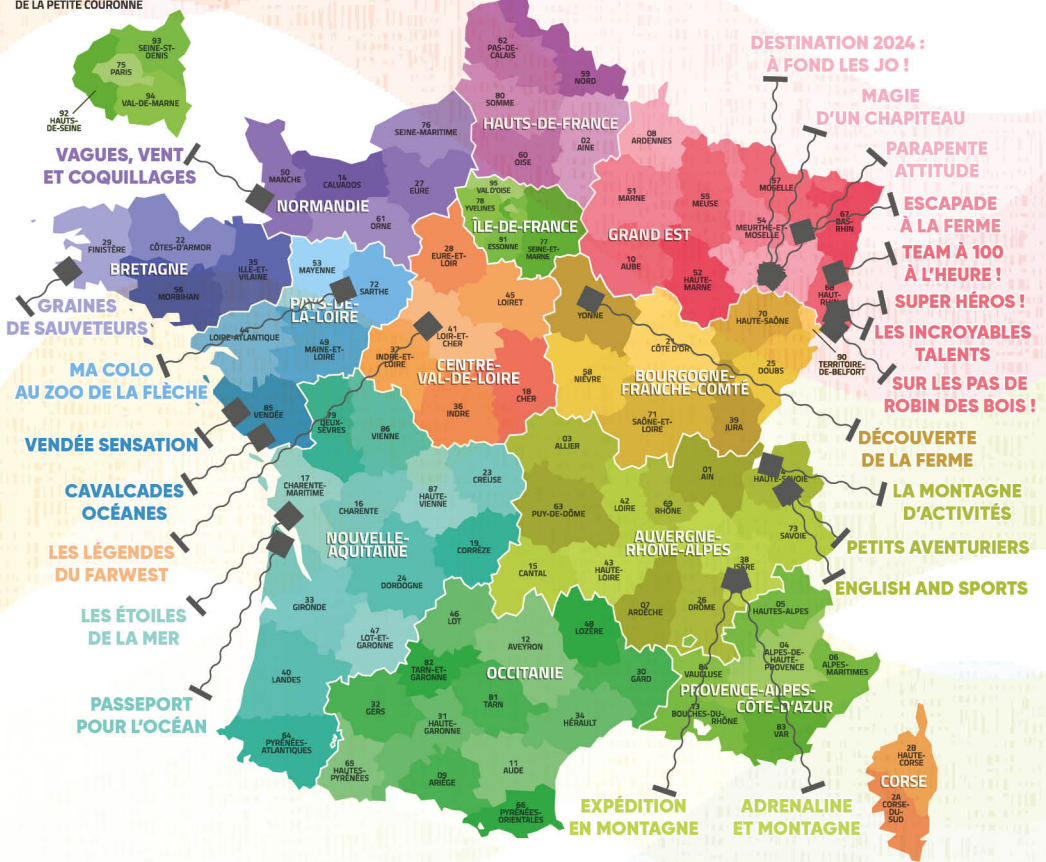 DE LA PETITE COURONNE
93
SEINE-ST-
DENIS
75
PARIS
94
VAL-DE-MARNE
92
HAUTS-
DE-SEINE
VAGUES, VENT
ET COQUILLAGES
62
PAS-DE-
CALAIS
59
NORD
80
SOMME
HAUTS-DE-FRANCE
02
AINE
60
OISE
76
SEINE-MARITIME
50
MANCHE
14
CALVADOS
27
EURE
NORMANDIE
61
ORNE
95
VAL D'OISE
78
YVELINES
ÎLE-DE-FRANCE
91
ESSONNE
77
SEINE-ET-
MARNE
08
ARDENNES
51
MARNE
55
MEUSE
57
MOSELLE
54
MEURTHE-ET-
MOSELLE
67
BAS-
RHIN
GRAND EST
10
AUBE
52
HAUTE-
MARNE
68
HAUT-
RHIN
DESTINATION 2024 :
À FOND LES JO !
MAGIE
D'UN CHAPITEAU
PARAPENTE
ATTITUDE
ESCAPADE
À LA FERME
TEAM À 100
À L'HEURE !
SUPER HÉROS !
LES INCROYABLES
TALENTS
SUR LES PAS DE
ROBIN DES BOIS !
29
FINISTÈRE
22
CÔTES-D'ARMOR
BRETAGNE
35
ILLE-ET-
VILAINE
56
MORBIHAN
GRAINES
DE SAUVETEURS
53
MAYENNE
72
SARTHE
PAYS-DE-
LA-LOIRE
44
LOIRE-ATLANTIQUE
49
MAINE-ET-
LOIRE
85
VENDÉE
MA COLO
AU ZOO DE LA FLÈCHE
VENDÉE SENSATION
CAVALCADES
OCÉANES
28
EURE-ET-
LOIR
45
LOIRET
41
LOIR-ET-
CHER
37
INDRE-ET-
LOIRE
CENTRE-
VAL-DE-LOIRE
18
CHER
36
INDRE
YONNE
21
CÔTE D'OR
70
HAUTE-SAÔNE
25
DOUBS
90
TERRITOIRE-
DE-BELFORT
58
NIÈVRE
BOURGOGNE-
FRANCHE-COMTÉ
71
SAÔNE-ET-
LOIRE
39
JURA
DÉCOUVERTE
DE LA FERME
79
DEUX-
SÈVRES
86
VIENNE
17
CHARENTE-
MARITIME
16
CHARENTE
87
HAUTE-
VIENNE
23
CREUSE
NOUVELLE-
AQUITAINE
19
CORRÈZE
24
DORDOGNE
33
GIRONDE
47
LOT-ET-
GARONNE
40
LANDES
64
PYRÉNÉES-
ATLANTIQUES
LES LÉGENDES
DU FARWEST
LES ÉTOILES
DE LA MER
PASSEPORT
POUR L'OCÉAN
03
ALLIER
01
AIN
HAUTE-SAVOIE
63
PUY-DE-DÔME
42
LOIRE
69
RHÔNE
73
SAVOIE
AUVERGNE-
RHÔNE-ALPES
15
CANTAL
43
HAUTE-
LOIRE
38
ISÈRE
07
ARDÈCHE
26
DRÔME
LA MONTAGNE
D'ACTIVITÉS
PETITS AVENTURIERS
ENGLISH AND SPORTS
46
LOT
12
AVEYRON
48
LOZÈRE
OCCITANIE
82
TARN-ET-
GARONNE
30
GARD
32
GERS
81
TARN
31
HAUTE-
GARONNE
34
HÉRAULT
65
HAUTES-
PYRÉNÉES
09
ARIÈGE
11
AUDE
66
PYRÉNÉES-
ORIENTALES
05
HAUTES-ALPES
04
ALPES-DE-
HAUTE-
PROVENCE
06
ALPES-
MARITIMES
84
VAUCLUSE
PROVENCE-ALPES-
CÔTE-D'AZUR
13
BOUCHES-DU-
RHÔNE
83
VAR
EXPÉDITION
EN MONTAGNE
ADRENALINE
ET MONTAGNE
2B
HAUTE-
CORSE
CORSE
2A
CORSE-
DU-
SUD